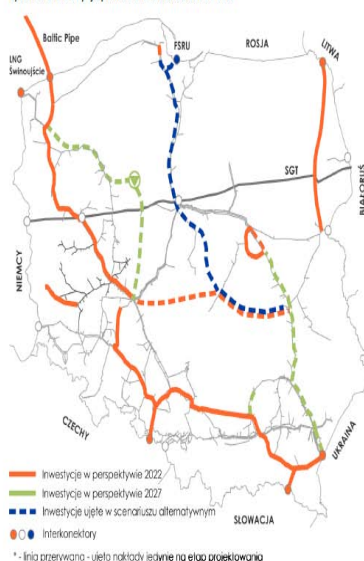 Baltic Pipe
LNG
Świnoujście
FSRU
ROSJA
LITWA
SGT
BIAŁORUŚ
NIEMCY
CZECHY
UKRAINA
SŁOWACJA
Inwestycje w perspektywie 2022
Inwestycje w perspektywie 2027
Inwestycje ujęte w scenariuszu alternatywnym
Interkonektory
* - linia przerywana - ujęto nakłady jedynie na etap projektowania